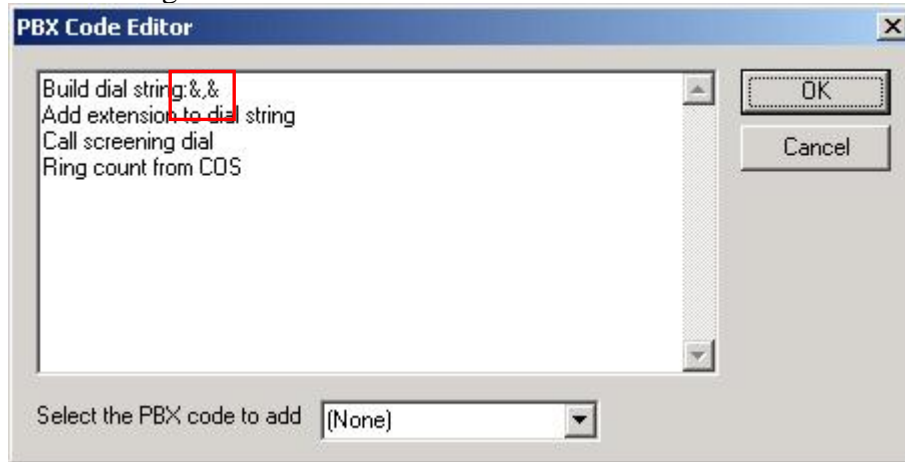 PBX Code Editor
Build dial string:&,&
Add extension to dial string
Call screening dial
Ring count from COS
OK
Cancel
Select the PBX code to add (None)